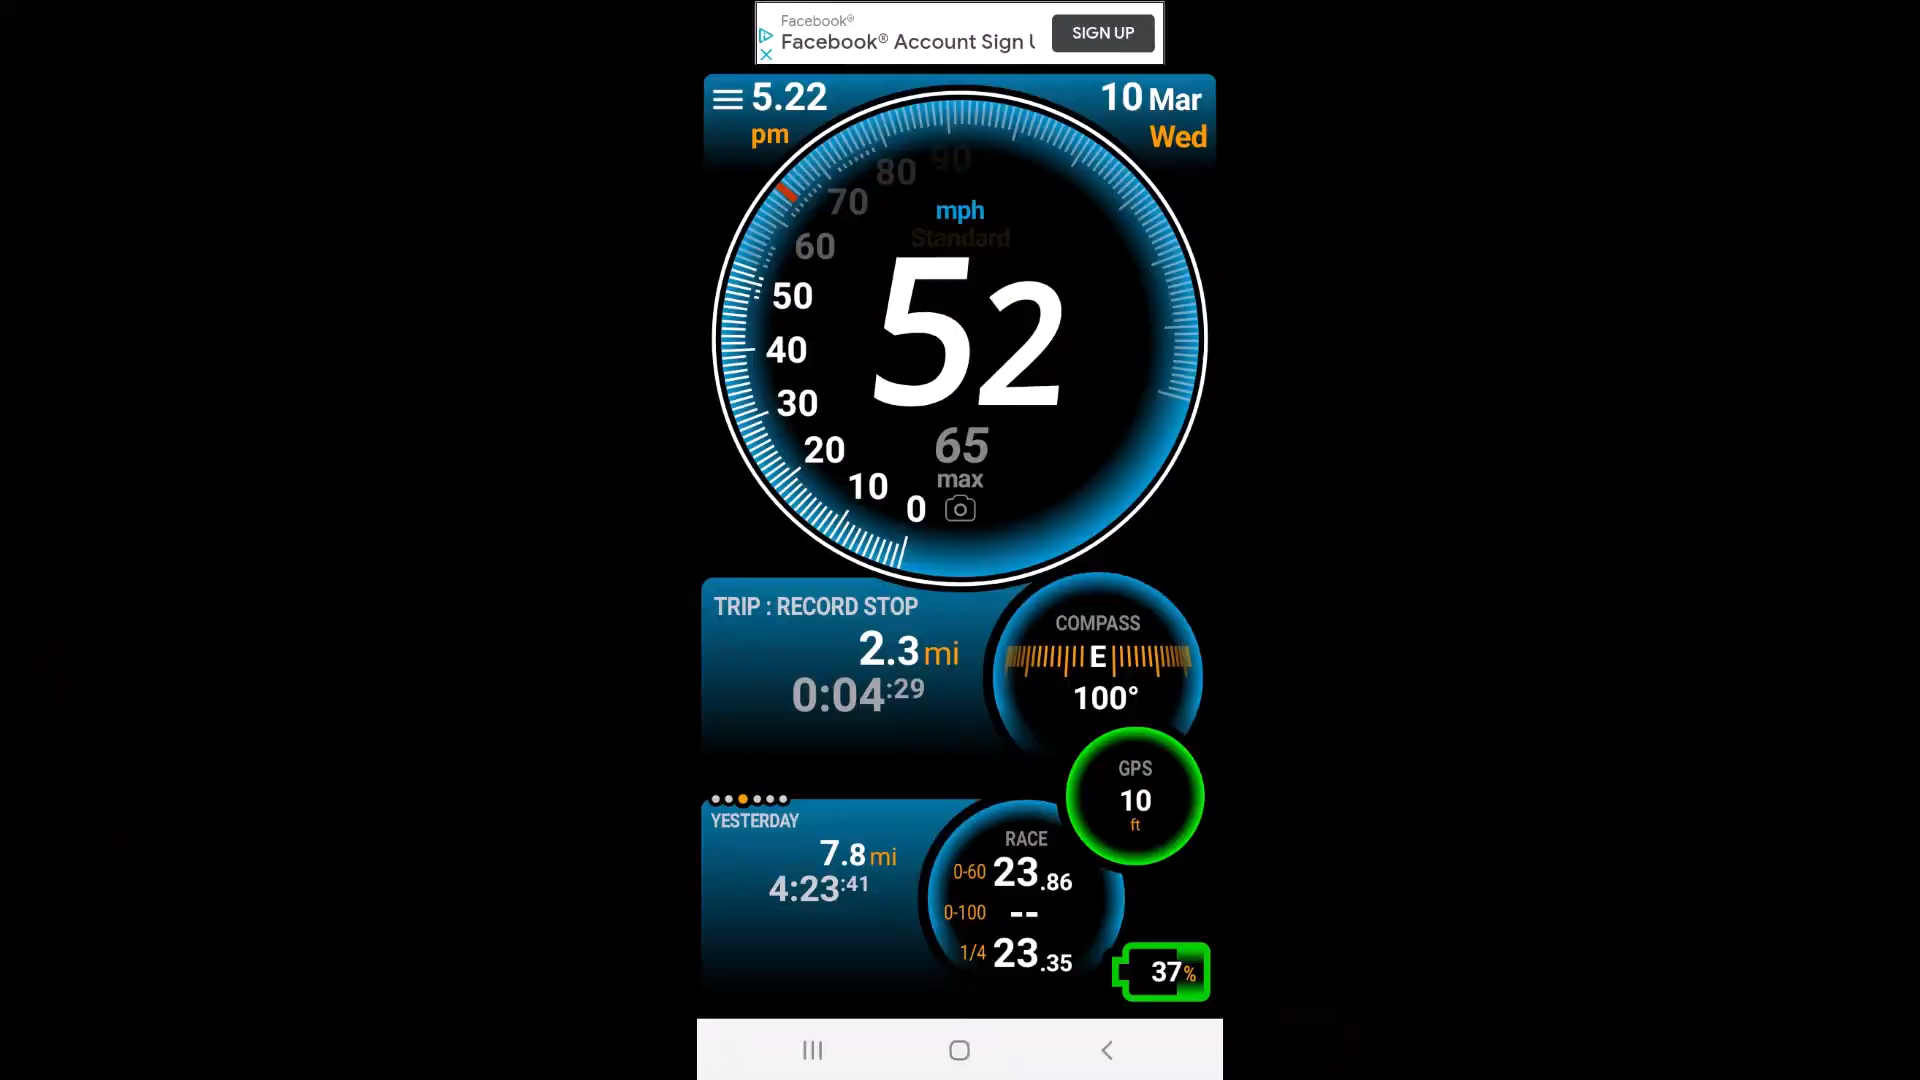 Facebook®
Facebook® Account Sign U
SIGN UP
5.22
pm
10 Mar
Wed
90
80
70
60
50
40
30
20
10
0
mph
Standard
52
65
max
TRIP : RECORD STOP
2.3 mi
0:04:29
COMPASS
E
100°
GPS
10
ft
YESTERDAY
7.8 mi
4:23:41
RACE
0-60 23.86
0-100 --
1/4 23.35
37%